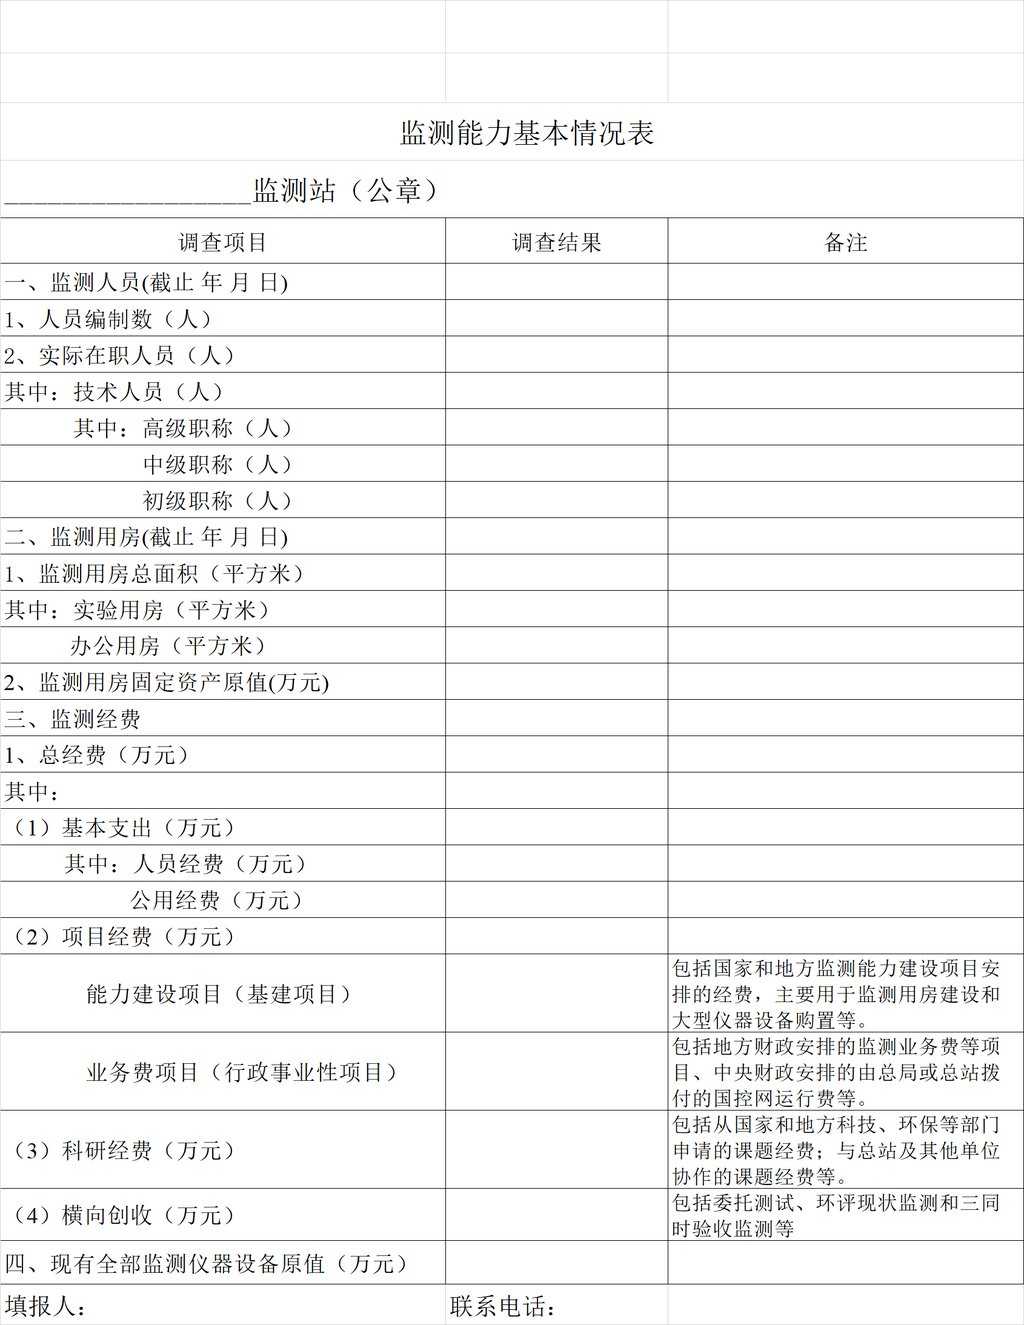 监测能力基本情况表
_________________监测站（公章）
调查项目 调查结果 备注
一、监测人员(截止 年 月 日)
1、人员编制数（人）
2、实际在职人员（人）
其中：技术人员（人）
其中：高级职称（人）
中级职称（人）
初级职称（人）
二、监测用房(截止 年 月 日)
1、监测用房总面积（平方米）
其中：实验用房（平方米）
办公用房（平方米）
2、监测用房固定资产原值(万元)
三、监测经费
1、总经费（万元）
其中：
（1）基本支出（万元）
其中：人员经费（万元）
公用经费（万元）
（2）项目经费（万元）
能力建设项目（基建项目）
包括国家和地方监测能力建设项目安
排的经费，主要用于监测用房建设和
大型仪器设备购置等。
业务费项目（行政事业性项目）
包括地方财政安排的监测业务费等项
目、中央财政安排的由总局或总站拨
付的国控网运行费等。
（3）科研经费（万元）
包括从国家和地方科技、环保等部门
申请的课题经费；与总站及其他单位
协作的课题经费等。
（4）横向创收（万元）
包括委托测试、环评现状监测和三同
时验收监测等
四、现有全部监测仪器设备原值（万元）
填报人： 联系电话：